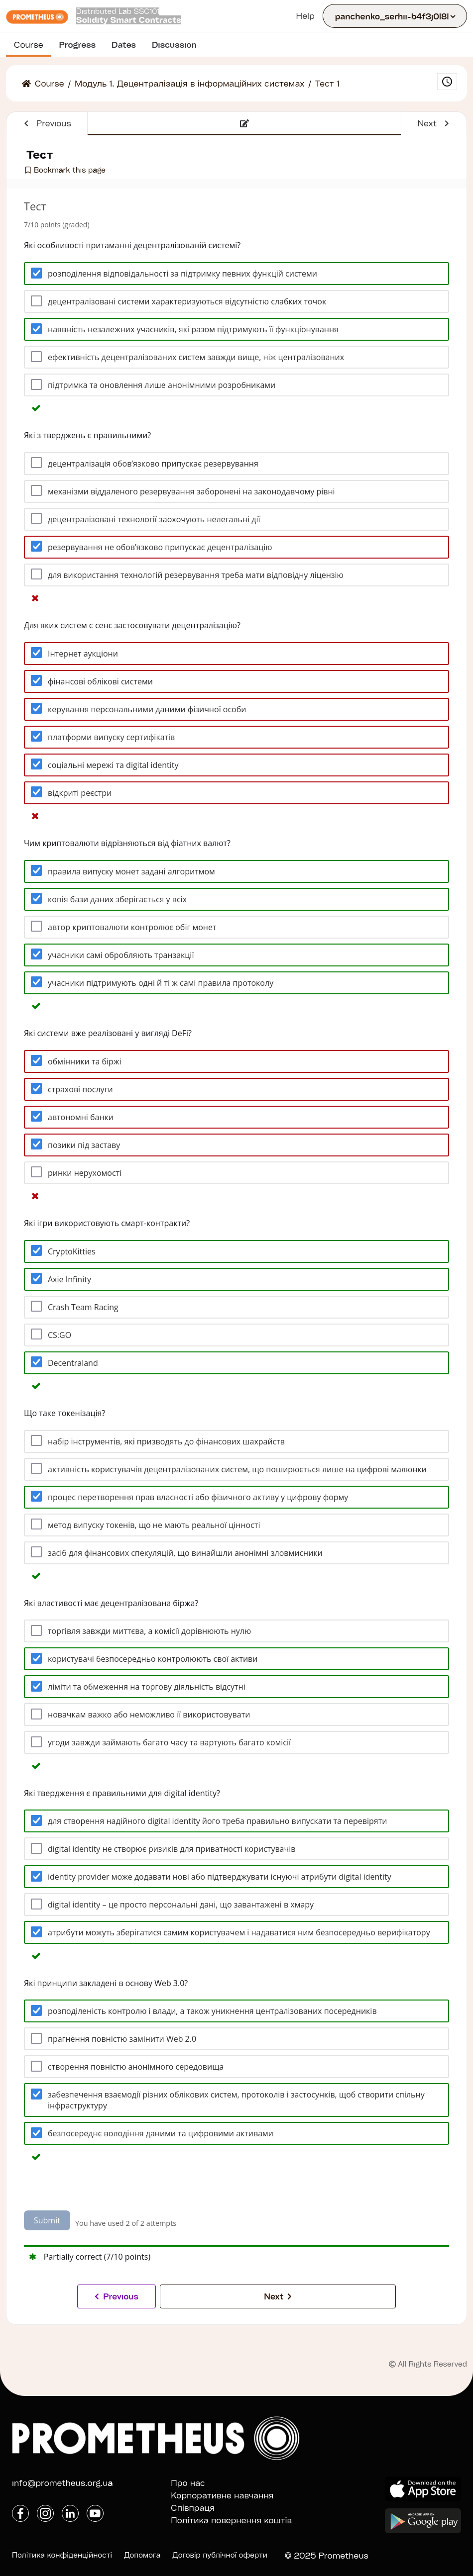 PROMETHEUS
Distributed Lab SSC101
Solidity Smart Contracts
Help
panchenko_serhii-b4f3j0l8l
Course
Progress
Dates
Discussion
Course / Модуль 1. Децентралізація в інформаційних системах / Тест 1
Previous
Next
Тест
Bookmark this page
Тест
7/10 points (graded)
Які особливості притаманні децентралізованій системі?
розподілення відповідальності за підтримку певних функцій системи
децентралізовані системи характеризуються відсутністю слабких точок
наявність незалежних учасників, які разом підтримують її функціонування
ефективність децентралізованих систем завжди вище, ніж централізованих
підтримка та оновлення лише анонімними розробниками
Які з тверджень є правильними?
децентралізація обов’язково припускає резервування
механізми віддаленого резервування заборонені на законодавчому рівні
децентралізовані технології заохочують нелегальні дії
резервування не обов’язково припускає децентралізацію
для використання технологій резервування треба мати відповідну ліцензію
Для яких систем є сенс застосовувати децентралізацію?
Інтернет аукціони
фінансові облікові системи
керування персональними даними фізичної особи
платформи випуску сертифікатів
соціальні мережі та digital identity
відкриті реєстри
Чим криптовалюти відрізняються від фіатних валют?
правила випуску монет задані алгоритмом
копія бази даних зберігається у всіх
автор криптовалюти контролює обіг монет
учасники самі обробляють транзакції
учасники підтримують одні й ті ж самі правила протоколу
Які системи вже реалізовані у вигляді DeFi?
обмінники та біржі
страхові послуги
автономні банки
позики під заставу
ринки нерухомості
Які ігри використовують смарт-контракти?
CryptoKitties
Axie Infinity
Crash Team Racing
CS:GO
Decentraland
Що таке токенізація?
набір інструментів, які призводять до фінансових шахрайств
активність користувачів децентралізованих систем, що поширюється лише на цифрові малюнки
процес перетворення прав власності або фізичного активу у цифрову форму
метод випуску токенів, що не мають реальної цінності
засіб для фінансових спекуляцій, що винайшли анонімні зловмисники
Які властивості має децентралізована біржа?
торгівля завжди миттєва, а комісії дорівнюють нулю
користувачі безпосередньо контролюють свої активи
ліміти та обмеження на торгову діяльність відсутні
новачкам важко або неможливо її використовувати
угоди завжди займають багато часу та вартують багато комісії
Які твердження є правильними для digital identity?
для створення надійного digital identity його треба правильно випускати та перевіряти
digital identity не створює ризиків для приватності користувачів
identity provider може додавати нові або підтверджувати існуючі атрибути digital identity
digital identity – це просто персональні дані, що завантажені в хмару
атрибути можуть зберігатися самим користувачем і надаватися ним безпосередньо верифікатору
Які принципи закладені в основу Web 3.0?
розподіленість контролю і влади, а також уникнення централізованих посередників
прагнення повністю замінити Web 2.0
створення повністю анонімного середовища
забезпечення взаємодії різних облікових систем, протоколів і застосунків, щоб створити спільну
інфраструктуру
безпосереднє володіння даними та цифровими активами
Submit
You have used 2 of 2 attempts
Partially correct (7/10 points)
Previous
Next
© All Rights Reserved
PROMETHEUS
info@prometheus.org.ua
Про нас
Корпоративне навчання
Співпраця
Політика повернення коштів
Download on the
App Store
ANDROID APP ON
Google play
Політика конфіденційності
Допомога
Договір публічної оферти
© 2025 Prometheus